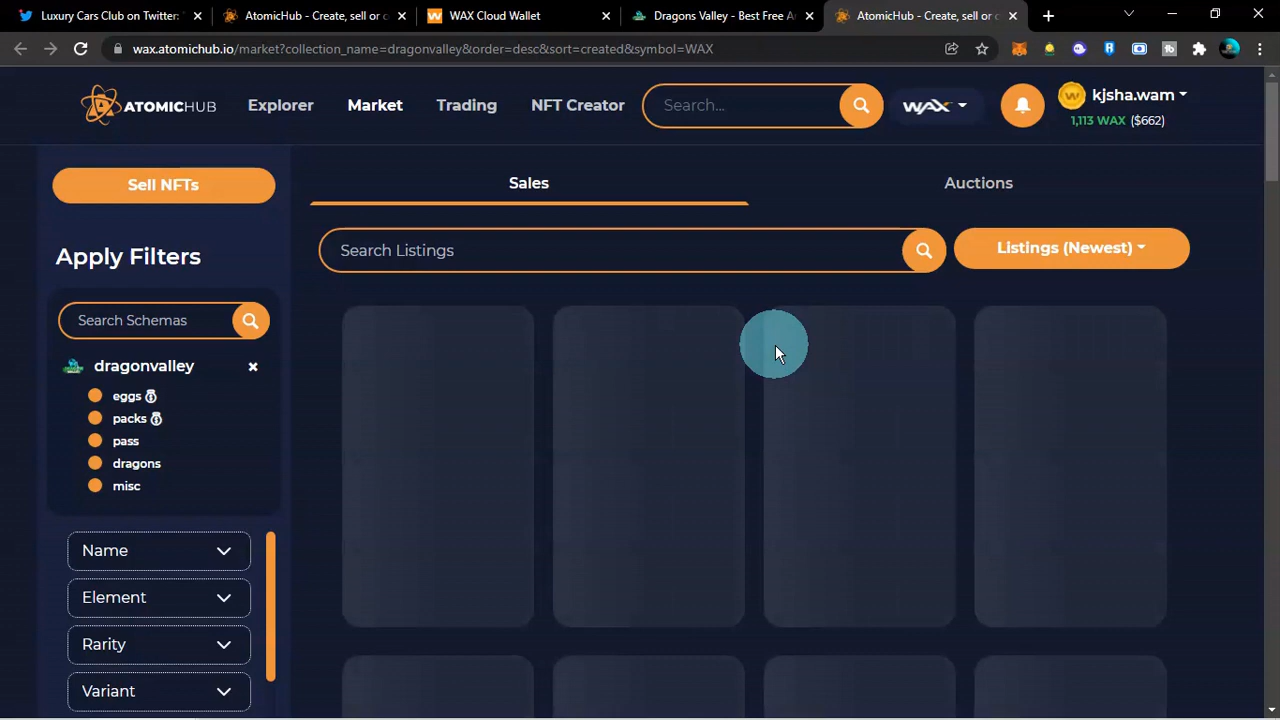 Luxury Cars Club on Twitter:
AtomicHub - Create, sell or c
WAX Cloud Wallet
Dragons Valley - Best Free A
AtomicHub - Create, sell or c
wax.atomichub.io/market?collection_name=dragonvalley&order=desc&sort=created&symbol=WAX
ATOMICHUB
Explorer
Market
Trading
NFT Creator
Search...
WAX
kjsha.wam
1,113 WAX ($662)
Sell NFTs
Sales
Auctions
Search Listings
Listings (Newest)
Apply Filters
Search Schemas
dragonvalley
eggs
packs
pass
dragons
misc
Name
Element
Rarity
Variant